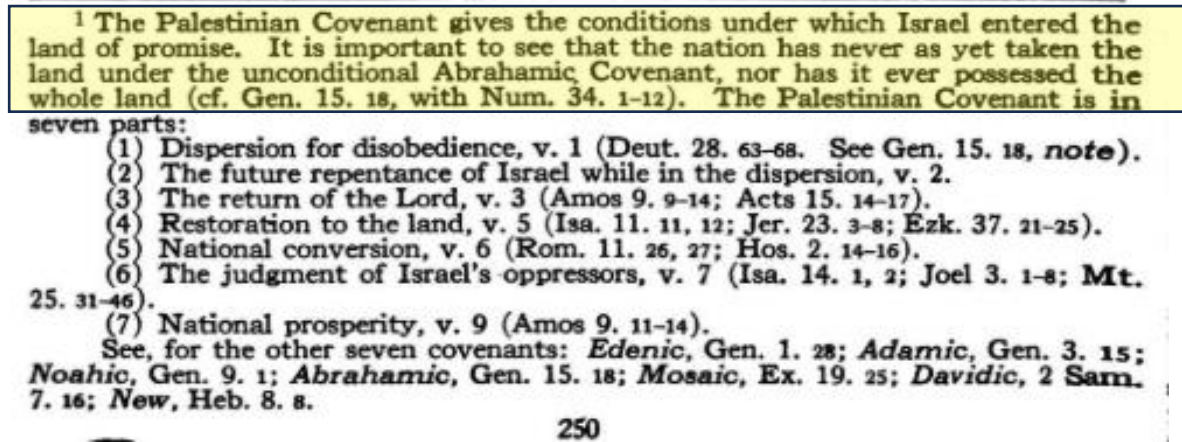 1 The Palestinian Covenant gives the conditions under which Israel entered the
land of promise. It is important to see that the nation has never as yet taken the
land under the unconditional Abrahamic Covenant, nor has it ever possessed the
whole land (cf. Gen. 15. 18, with Num. 34. 1–12). The Palestinian Covenant is in
seven parts:
(1) Dispersion for disobedience, v. 1 (Deut. 28. 63–68. See Gen. 15. 18, note).
(2) The future repentance of Israel while in the dispersion, v. 2.
(3) The return of the Lord, v. 3 (Amos 9. 9–14; Acts 15. 14–17).
(4) Restoration to the land, v. 5 (Isa. 11. 11, 12; Jer. 23. 3–8; Ezk. 37. 21–25).
(5) National conversion, v. 6 (Rom. 11. 26, 27; Hos. 2. 14–16).
(6) The judgment of Israel's oppressors, v. 7 (Isa. 14. 1, 2; Joel 3. 1–8; Mt.
25. 31–46).
(7) National prosperity, v. 9 (Amos 9. 11–14).
See, for the other seven covenants: Edenic, Gen. 1. 28; Adamic, Gen. 3. 15;
Noahic, Gen. 9. 1; Abrahamic, Gen. 15. 18; Mosaic, Ex. 19. 25; Davidic, 2 Sam.
7. 16; New, Heb. 8. 8.
250